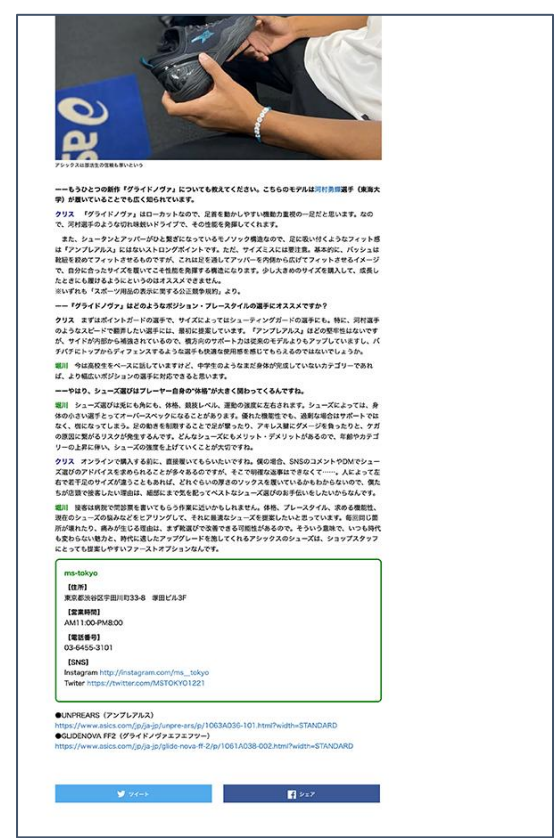 as
アシックスは部活生の信頼も厚いという
ーーもうひとつの新作『グライドノヴァ』についても教えてください。こちらのモデルは河村勇輝選手（東海大
学）が履いていることでも広く知られています。
クリス　『グライドノヴァ』はローカットなので、足首を動かしやすい機動力重視の一足だと思います。なの
で、河村選手のような切れ味鋭いドライブで、その性能を発揮してくれます。
また、シュータンとアッパーがひと繋ぎになっているモノソック構造なので、足に吸い付くようなフィット感
は『アンプレアルス』にはないストロングポイントです。ただ、サイズミスには要注意。基本的に、バッシュは
靴紐を絞めてフィットさせるものですが、これは足を通してアッパーを内側から広げてフィットさせるイメージ
で、自分に合ったサイズを履いてこそ性能を発揮する構造になります。少し大きめのサイズを購入して、成長し
たときにも履けるようにというのはオススメできません。
※いずれも「スポーツ用品の表示に関する公正競争規約」より。
ーー『グライドノヴァ』はどのようなポジション・プレースタイルの選手にオススメですか？
クリス　まずはポイントガードの選手で、サイズによってはシューティングガードの選手にも。特に、河村選手
のようなスピードで翻弄したい選手には、最初に提案しています。『アンプレアルス』ほどの堅牢性はないです
が、サイドが内部から補強されているので、横方向のサポート力は従来のモデルよりもアップしていますし、バ
チバチにトップからディフェンスするような選手も快適な使用感を感じてもらえるのではないでしょうか。
堀川　今は高校生をベースに話していますけど、中学生のようなまだ身体が完成していないカテゴリーであれ
ば、より幅広いポジションの選手に対応できると思います。
ーーやはり、シューズ選びはプレーヤー自身の“体格”が大きく関わってくるんですね。
堀川　シューズ選びは兎にも角にも、体格、競技レベル、運動の強度に左右されます。シューズによっては、身
体の小さい選手とってオーバースペックになることがあります。優れた機能性でも、過剰な場合はサポートでは
なく、枷になってしまう。足の動きを制限することで足が攣ったり、アキレス腱にダメージを負ったりと、ケガ
の原因に繋がるリスクが発生するんです。どんなシューズにもメリット・デメリットがあるので、年齢やカテゴ
リーの上昇に伴い、シューズの強度を上げていくことが大切ですね。
クリス　オンラインで購入する前に、直接履いてもらいたいですね。僕の場合、SNSのコメントやDMでシュー
ズ選びのアドバイスを求められることが多々あるのですが、そこで明確な返事はできなくて……。人によって左
右で若干足のサイズが違うこともあれば、どれぐらいの厚さのソックスを履いているかもわからないので、僕た
ちが店頭で接客したい理由は、細部にまで気を配ってベストなシューズ選びのお手伝いをしたいからなんです。
堀川　接客は病院で問診票を書いてもらう作業に近いかもしれません。体格、プレースタイル、求める機能性、
現在のシューズの悩みなどをヒアリングして、それに最適なシューズを提案したいと思っています。毎回同じ箇
所が壊れたり、痛みが生じる理由は、まず靴選びで改善できる可能性があるので。そういう意味で、いつも時代
も変わらない魅力と、時代に適したアップグレードを施してくれるアシックスのシューズは、ショップスタッフ
にとっても提案しやすいファーストオプションなんです。
ms-tokyo
【住所】
東京都渋谷区宇田川町33-8　塚田ビル3F
【営業時間】
AM11:00-PM8:00
【電話番号】
03-6455-3101
【SNS】
Instagram http://instagram.com/ms__tokyo
Twiter https://twitter.com/MSTOKYO1221
●UNPREARS（アンプレアルス）
https://www.asics.com/jp/ja-jp/unpre-ars/p/1063A036-101.html?width=STANDARD
●GLIDENOVA FF2（グライドノヴァエフエフツー）
https://www.asics.com/jp/ja-jp/glide-nova-ff-2/p/1061A038-002.html?width=STANDARD
ツイート
シェア